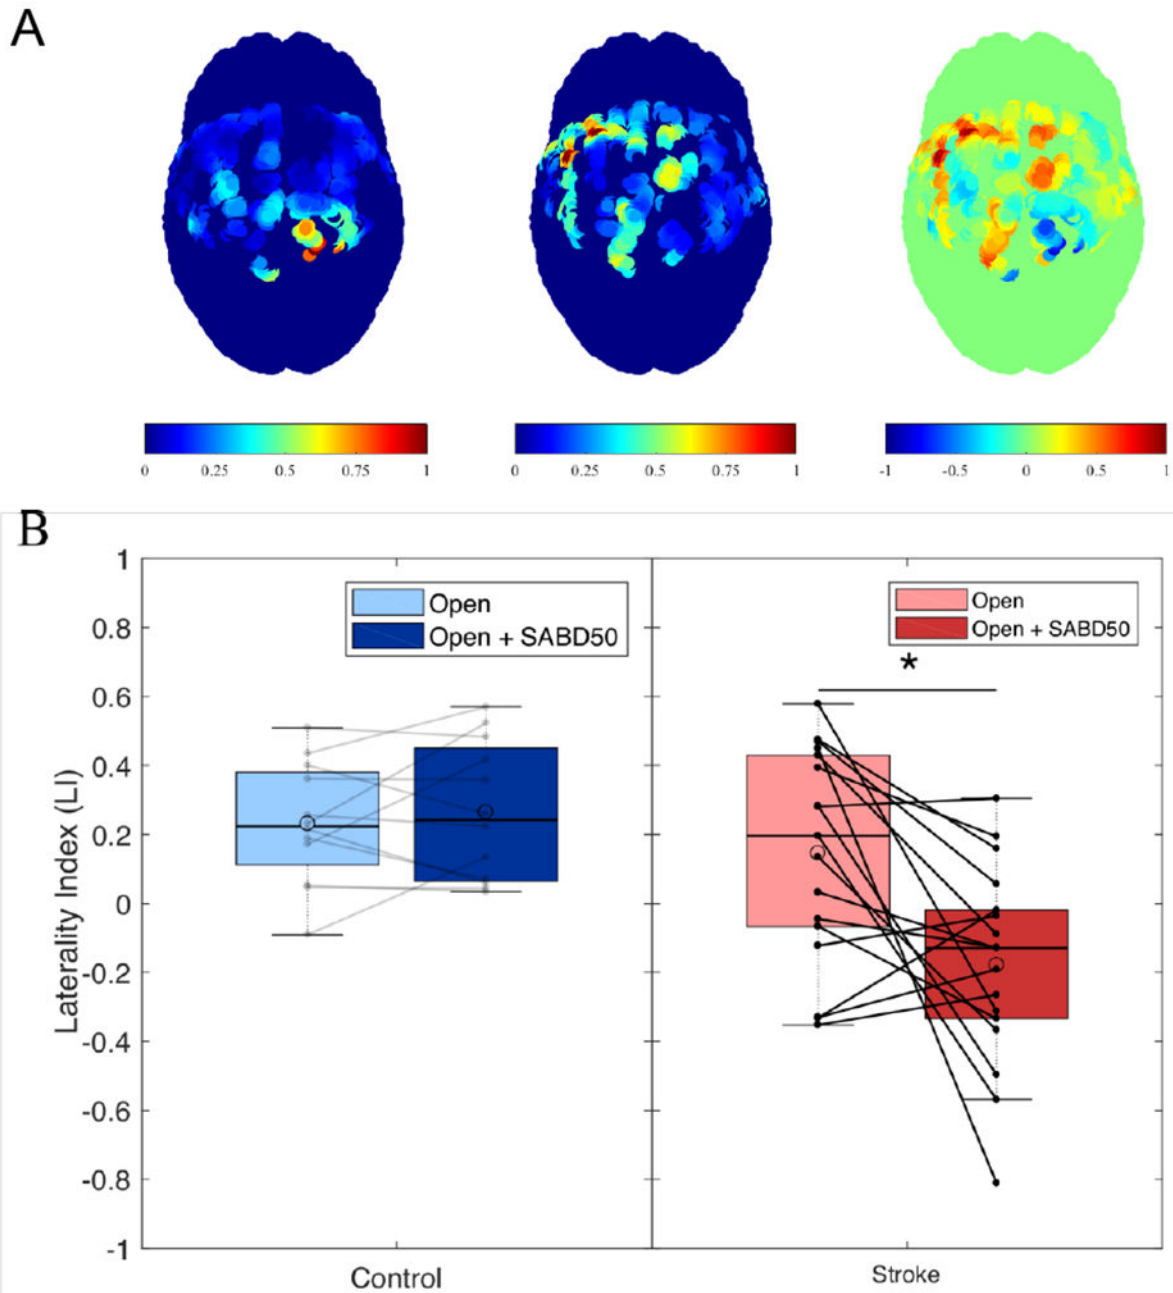 A
0 0.25 0.5 0.75 1
0 0.25 0.5 0.75 1
-1 -0.5 0 0.5 1
B
Laterality Index (LI)
1
0.8
0.6
0.4
0.2
0
-0.2
-0.4
-0.6
-0.8
-1
Open
Open + SABD50
Open
Open + SABD50
*
Control
Stroke